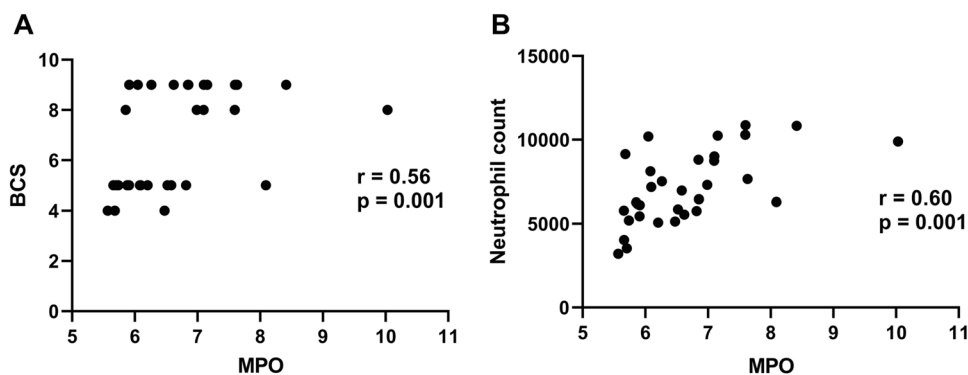 A
10
8
6
4
2
0
BCS
5 6 7 8 9 10 11
MPO
r = 0.56
p = 0.001
B
15000
10000
5000
0
Neutrophil count
5 6 7 8 9 10 11
MPO
r = 0.60
p = 0.001